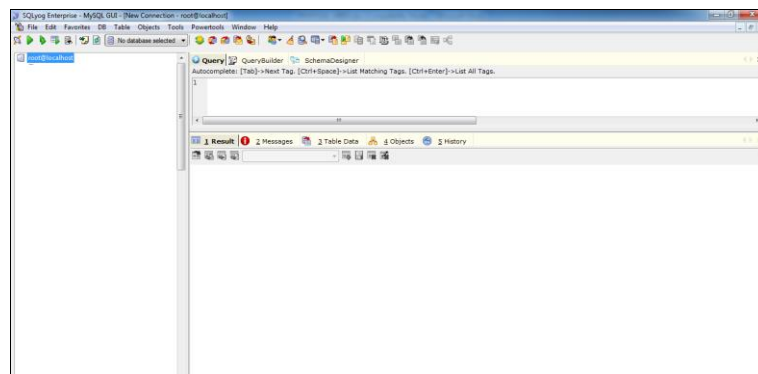 SQLyog Enterprise - MySQL GUI - [New Connection - root@localhost]
File Edit Favorites DB Table Objects Tools Powertools Window Help
No database selected
root@localhost
Query QueryBuilder SchemaDesigner
Autocomplete: [Tab]->Next Tag. [Ctrl+Space]->List Matching Tags. [Ctrl+Enter]->List All Tags.
1
1 Result 2 Messages 3 Table Data 4 Objects 5 History